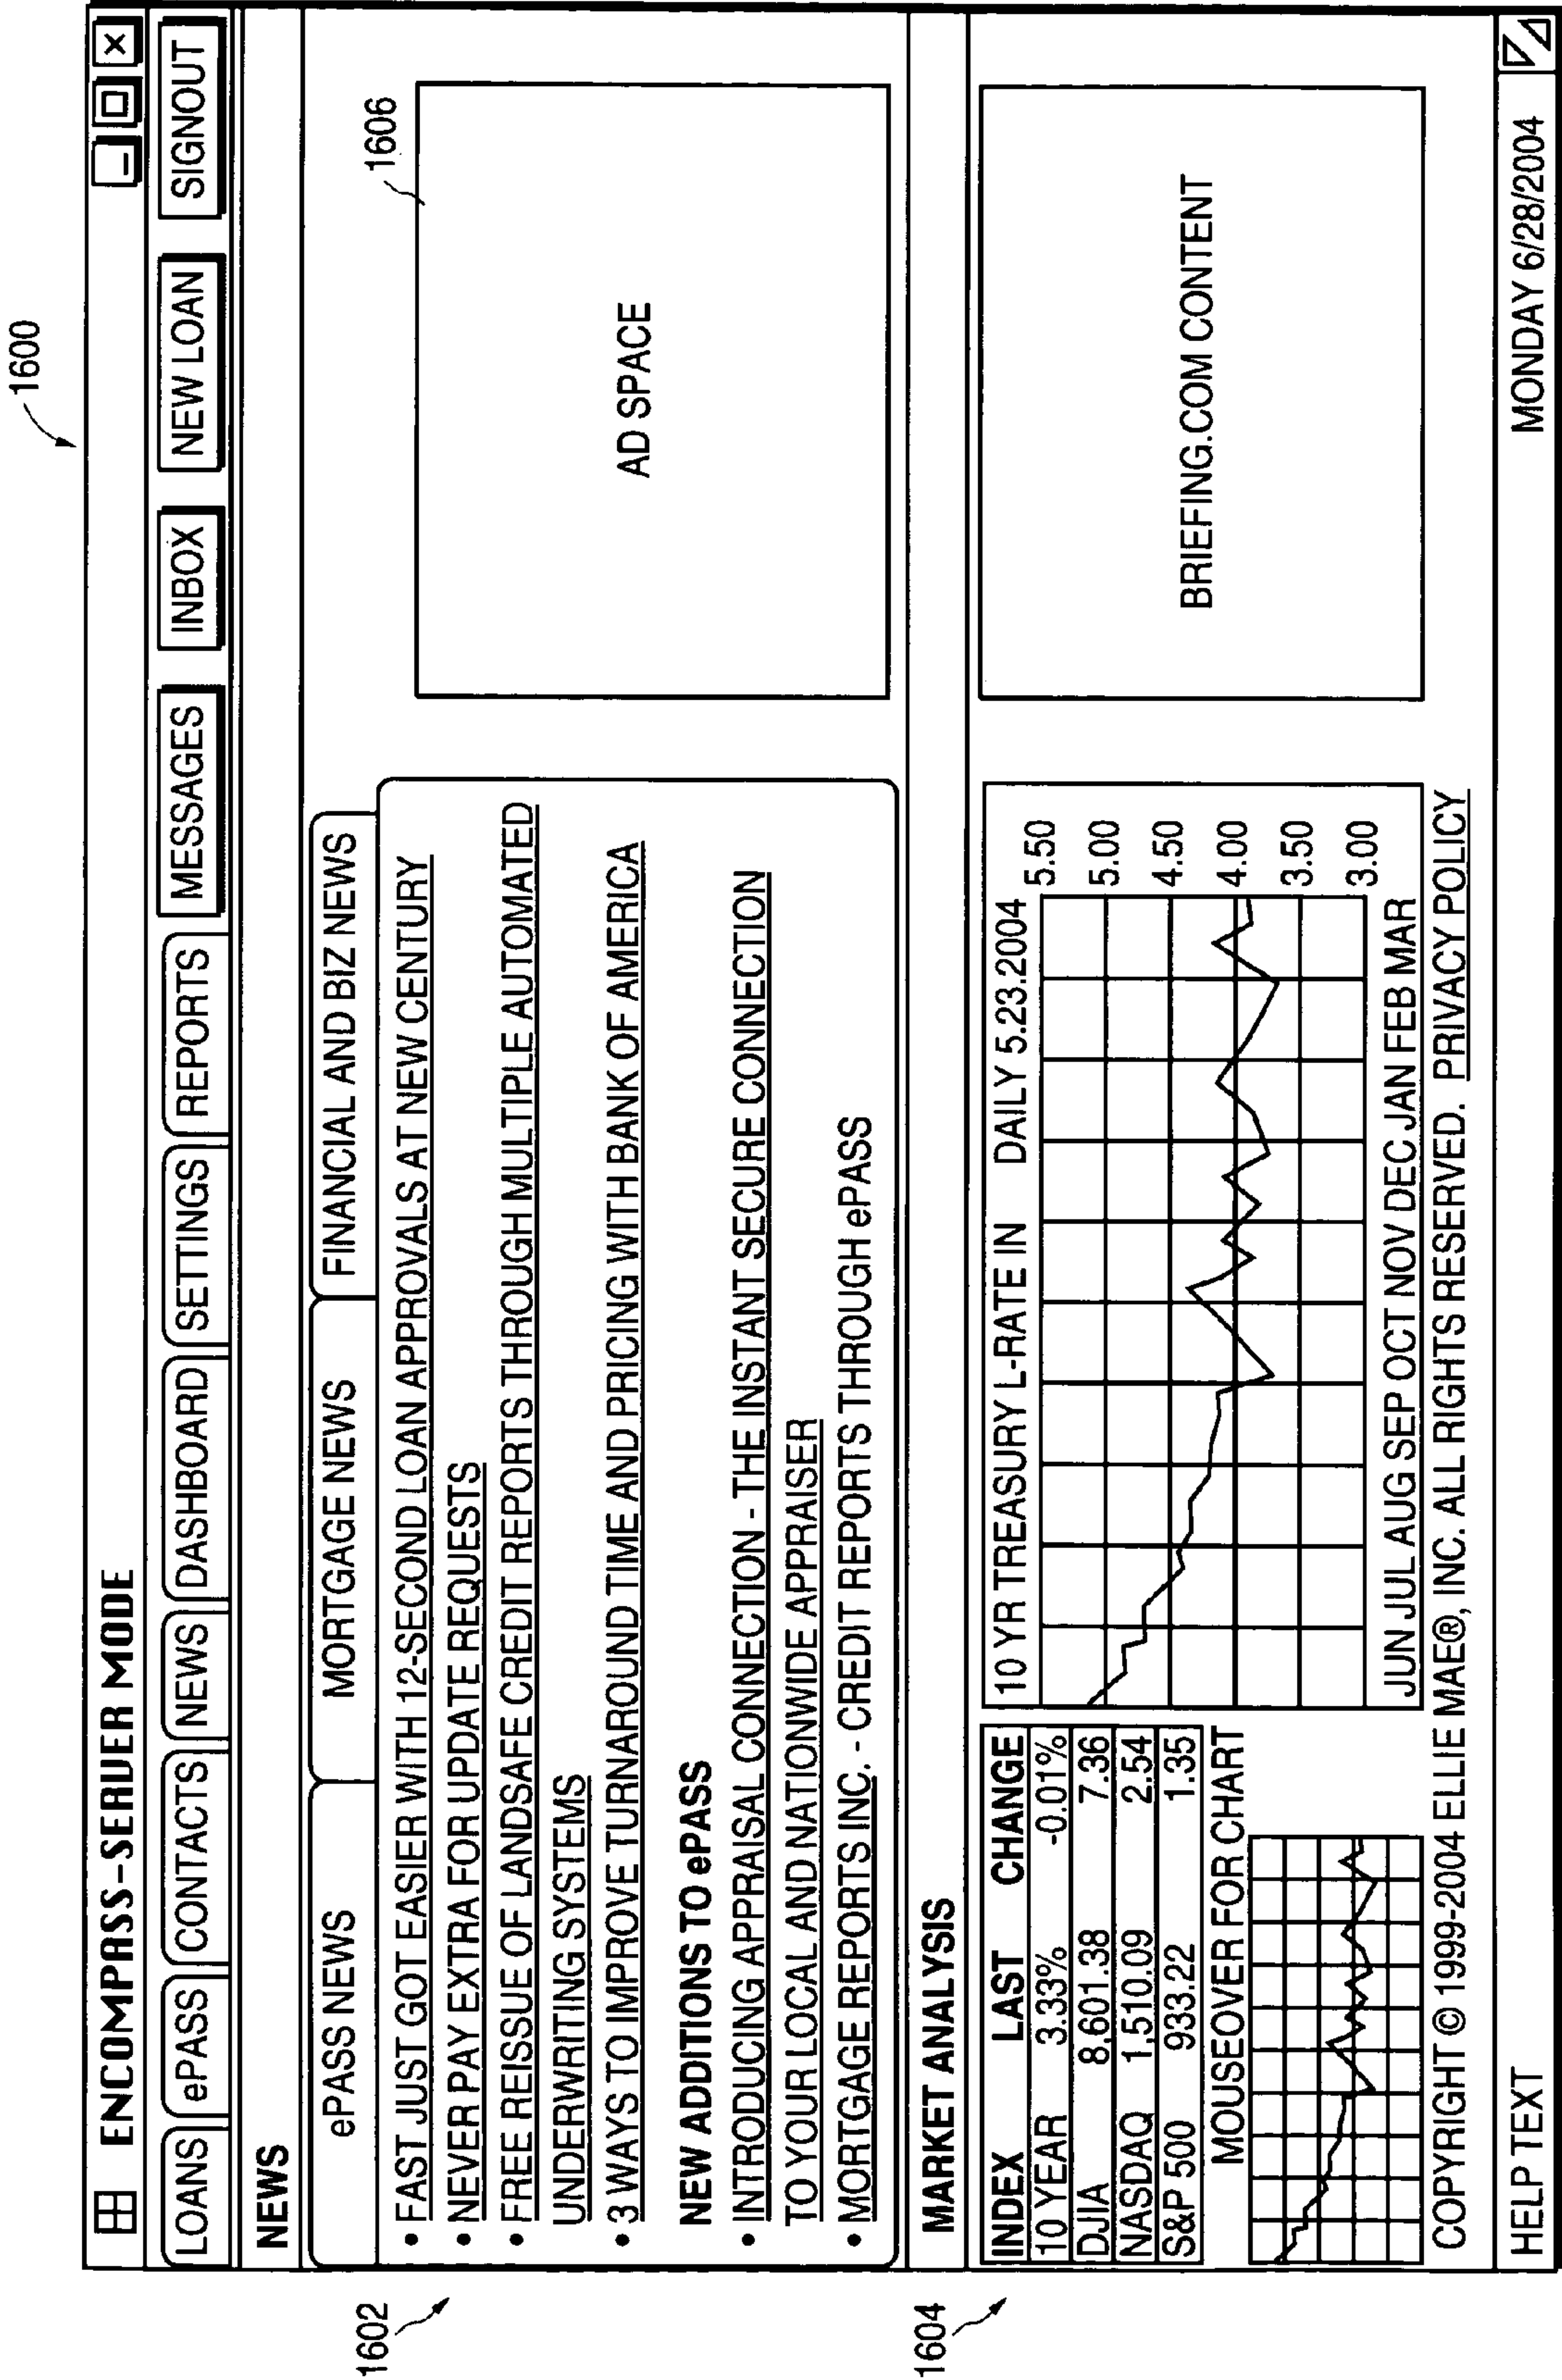 1600
ENCOMPASS-SERVER MODE
LOANS ePASS CONTACTS NEWS DASHBOARD SETTINGS REPORTS MESSAGES INBOX NEW LOAN SIGNOUT
NEWS
1602
ePASS NEWS MORTGAGE NEWS FINANCIAL AND BIZ NEWS
• FAST JUST GOT EASIER WITH 12-SECOND LOAN APPROVALS AT NEW CENTURY
• NEVER PAY EXTRA FOR UPDATE REQUESTS
• FREE REISSUE OF LANDSAFE CREDIT REPORTS THROUGH MULTIPLE AUTOMATED
UNDERWRITING SYSTEMS
• 3 WAYS TO IMPROVE TURNAROUND TIME AND PRICING WITH BANK OF AMERICA
NEW ADDITIONS TO ePASS
• INTRODUCING APPRAISAL CONNECTION - THE INSTANT SECURE CONNECTION
TO YOUR LOCAL AND NATIONWIDE APPRAISER
• MORTGAGE REPORTS INC. - CREDIT REPORTS THROUGH ePASS
1606
AD SPACE
1604
MARKET ANALYSIS
INDEX LAST CHANGE
10 YEAR 3.33% -0.01%
DJIA 8,601.38 7.36
NASDAQ 1,510.09 2.54
S&P 500 933.22 1.35
MOUSEOVER FOR CHART
10 YR TREASURY L-RATE IN DAILY 5.23.2004
5.50
5.00
4.50
4.00
3.50
3.00
JUN JUL AUG SEP OCT NOV DEC JAN FEB MAR
BRIEFING.COM CONTENT
COPYRIGHT © 1999-2004 ELLIE MAE®, INC. ALL RIGHTS RESERVED. PRIVACY POLICY
HELP TEXT MONDAY 6/28/2004